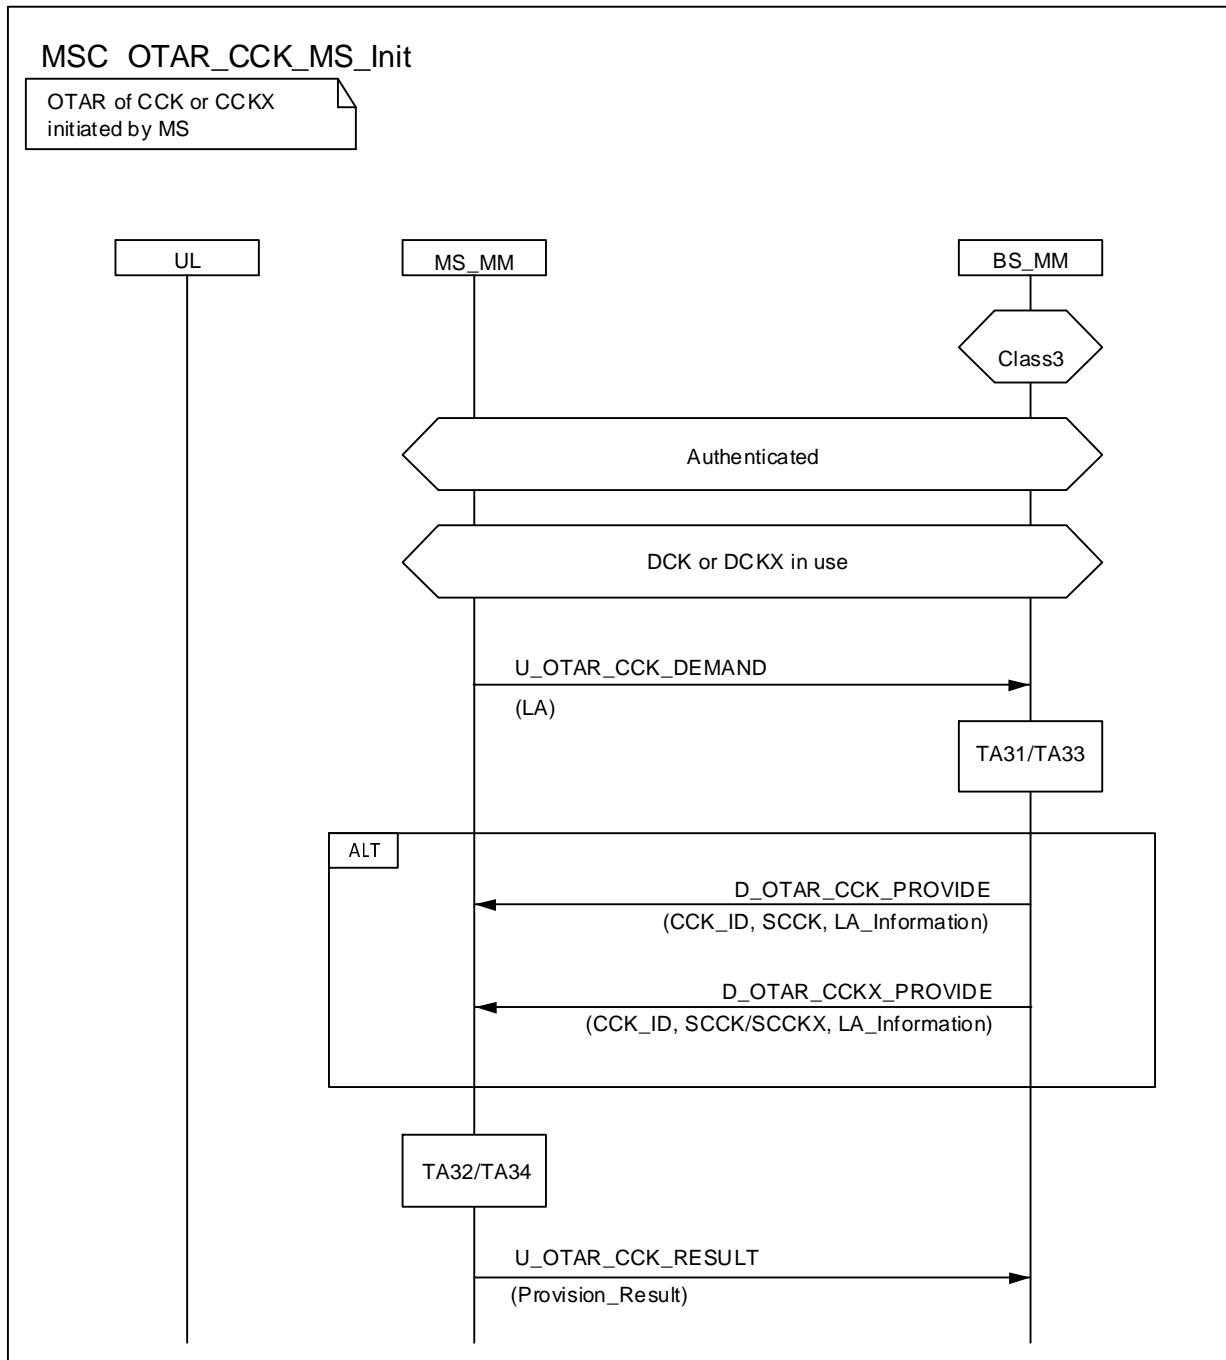 MSC OTAR_CCK_MS_Init
OTAR of CCK or CCKX
initiated by MS
UL
MS_MM
BS_MM
Class3
Authenticated
DCK or DCKX in use
U_OTAR_CCK_DEMAND
(LA)
TA31/TA33
ALT
D_OTAR_CCK_PROVIDE
(CCK_ID, SCCK, LA_Information)
D_OTAR_CCKX_PROVIDE
(CCK_ID, SCCK/SCCKX, LA_Information)
TA32/TA34
U_OTAR_CCK_RESULT
(Provision_Result)